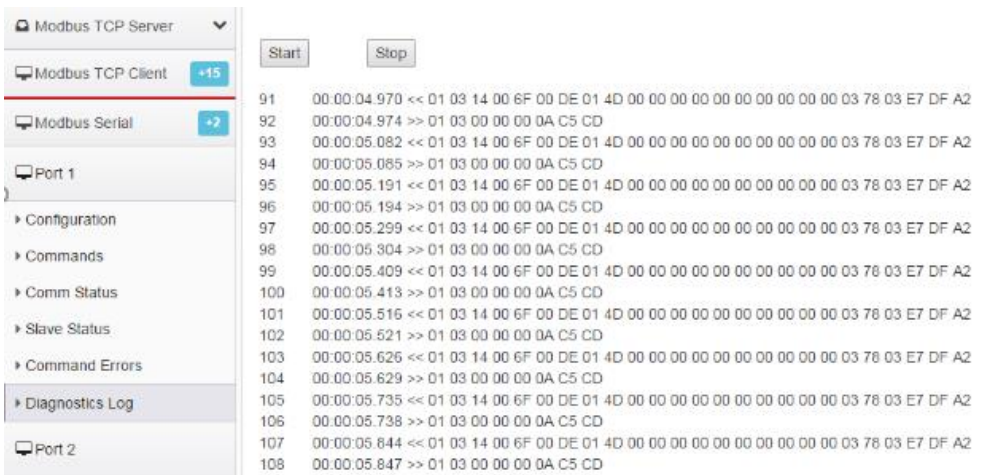 Modbus TCP Server
Modbus TCP Client +15
Modbus Serial +2
Port 1
Configuration
Commands
Comm Status
Slave Status
Command Errors
Diagnostics Log
Port 2
Start Stop
91 00:00:04.970 << 01 03 14 00 6F 00 DE 01 4D 00 00 00 00 00 00 00 00 00 00 03 78 03 E7 DF A2
92 00:00:04.974 >> 01 03 00 00 00 0A C5 CD
93 00:00:05.082 << 01 03 14 00 6F 00 DE 01 4D 00 00 00 00 00 00 00 00 00 00 03 78 03 E7 DF A2
94 00:00:05.085 >> 01 03 00 00 00 0A C5 CD
95 00:00:05.191 << 01 03 14 00 6F 00 DE 01 4D 00 00 00 00 00 00 00 00 00 00 03 78 03 E7 DF A2
96 00:00:05.194 >> 01 03 00 00 00 0A C5 CD
97 00:00:05.299 << 01 03 14 00 6F 00 DE 01 4D 00 00 00 00 00 00 00 00 00 00 03 78 03 E7 DF A2
98 00:00:05.304 >> 01 03 00 00 00 0A C5 CD
99 00:00:05.409 << 01 03 14 00 6F 00 DE 01 4D 00 00 00 00 00 00 00 00 00 00 03 78 03 E7 DF A2
100 00:00:05.413 >> 01 03 00 00 00 0A C5 CD
101 00:00:05.516 << 01 03 14 00 6F 00 DE 01 4D 00 00 00 00 00 00 00 00 00 00 03 78 03 E7 DF A2
102 00:00:05.521 >> 01 03 00 00 00 0A C5 CD
103 00:00:05.626 << 01 03 14 00 6F 00 DE 01 4D 00 00 00 00 00 00 00 00 00 00 03 78 03 E7 DF A2
104 00:00:05.629 >> 01 03 00 00 00 0A C5 CD
105 00:00:05.735 << 01 03 14 00 6F 00 DE 01 4D 00 00 00 00 00 00 00 00 00 00 03 78 03 E7 DF A2
106 00:00:05.738 >> 01 03 00 00 00 0A C5 CD
107 00:00:05.844 << 01 03 14 00 6F 00 DE 01 4D 00 00 00 00 00 00 00 00 00 00 03 78 03 E7 DF A2
108 00:00:05.847 >> 01 03 00 00 00 0A C5 CD